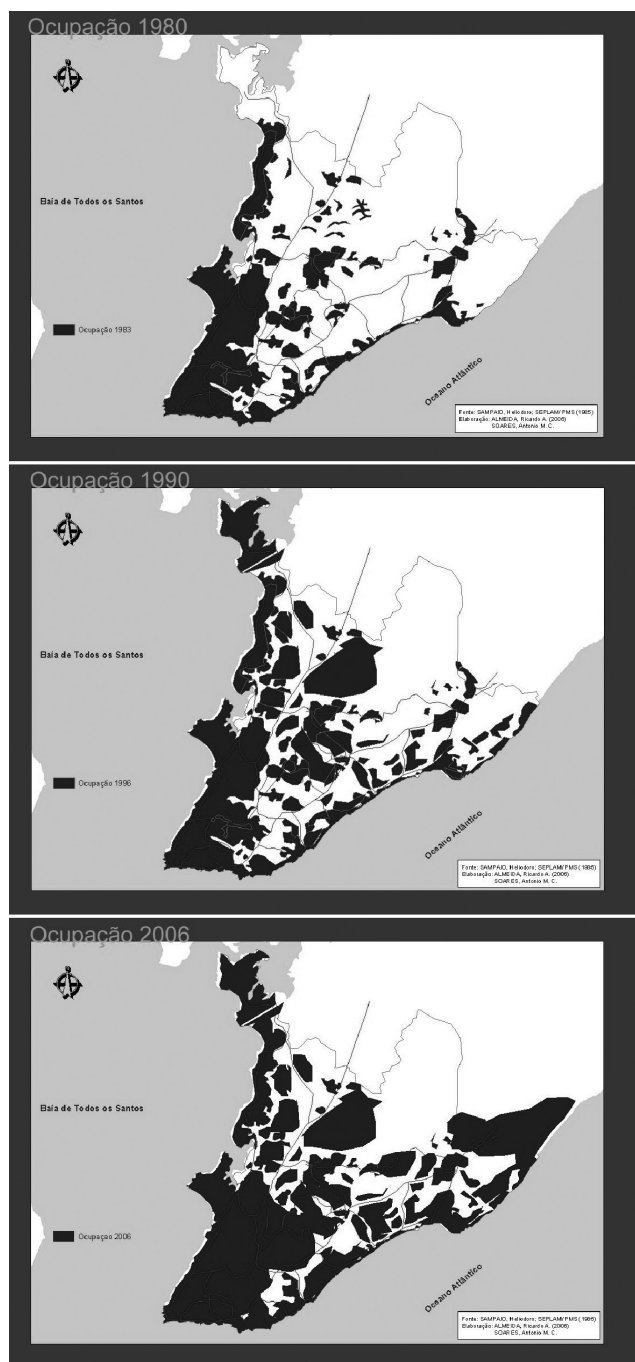 Ocupação 1980
Baía de Todos os Santos
Ocupação 1983
Oceano Atlântico
Fonte: SAMPAIO, Heliodoro; SEPLAM/PMS (1985)
Elaboração: ALMEIDA, Ricardo A. (2006)
SOARES, Antonio M. C.
Ocupação 1990
Baía de Todos os Santos
Ocupação 1996
Oceano Atlântico
Fonte: SAMPAIO, Heliodoro; SEPLAM/PMS (1985)
Elaboração: ALMEIDA, Ricardo A. (2006)
SOARES, Antonio M. C.
Ocupação 2006
Baía de Todos os Santos
Ocupação 2006
Oceano Atlântico
Fonte: SAMPAIO, Heliodoro; SEPLAM/PMS (1985)
Elaboração: ALMEIDA, Ricardo A. (2006)
SOARES, Antonio M. C.